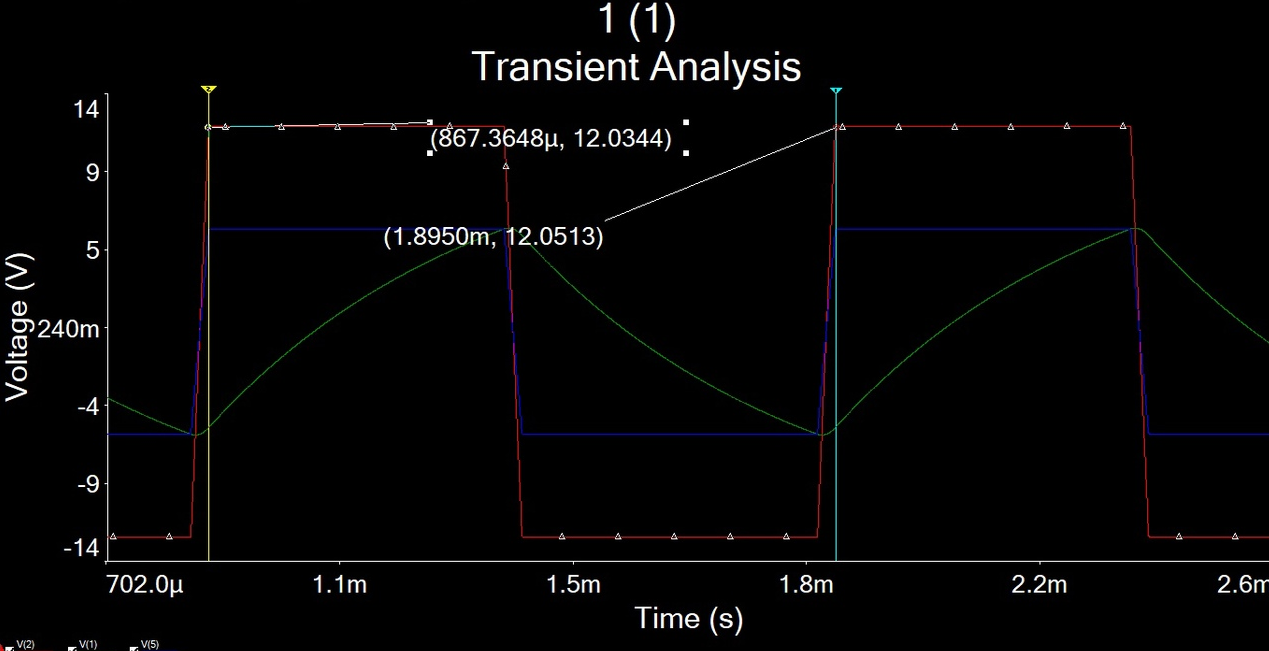 1 (1)
Transient Analysis
14
9
5
240m
-4
-9
-14
Voltage (V)
(867.3648µ, 12.0344)
(1.8950m, 12.0513)
702.0µ 1.1m 1.5m 1.8m 2.2m 2.6m
Time (s)
V(2) V(1) V(5)